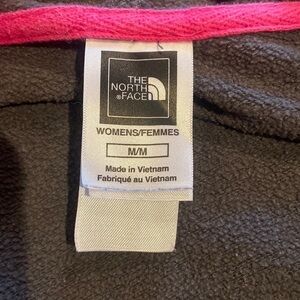 THE
NORTH
®FACE
WOMENS/FEMMES
M/M
Made in Vietnam
Fabriqué au Vietnam